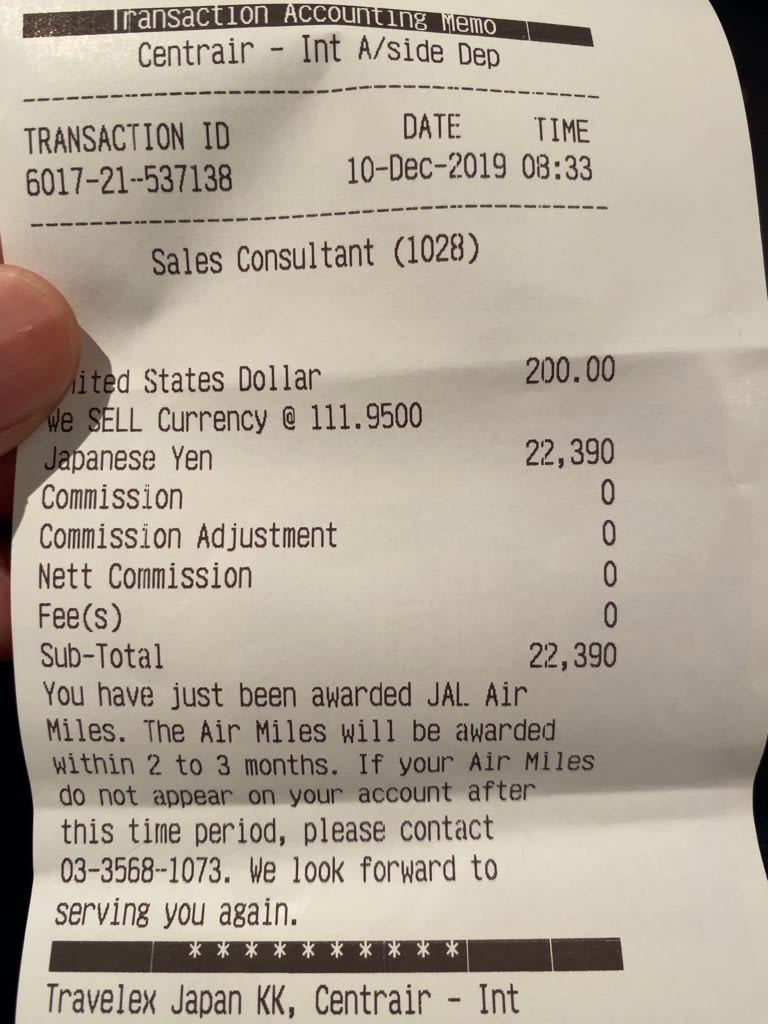 Transaction Accounting Memo
Centrair - Int A/side Dep
TRANSACTION ID DATE TIME
6017-21--537138 10-Dec-2019 08:33
Sales Consultant (1028)
nited States Dollar 200.00
We SELL Currency @ 111.9500
Japanese Yen 22,390
Commission 0
Commission Adjustment 0
Nett Commission 0
Fee(s) 0
Sub-Total 22,390
You have just been awarded JAL Air
Miles. The Air Miles will be awarded
within 2 to 3 months. If your Air Miles
do not appear on your account after
this time period, please contact
03-3568--1073. We look forward to
serving you again.
* * * * * * * * * *
Travelex Japan KK, Centrair - Int